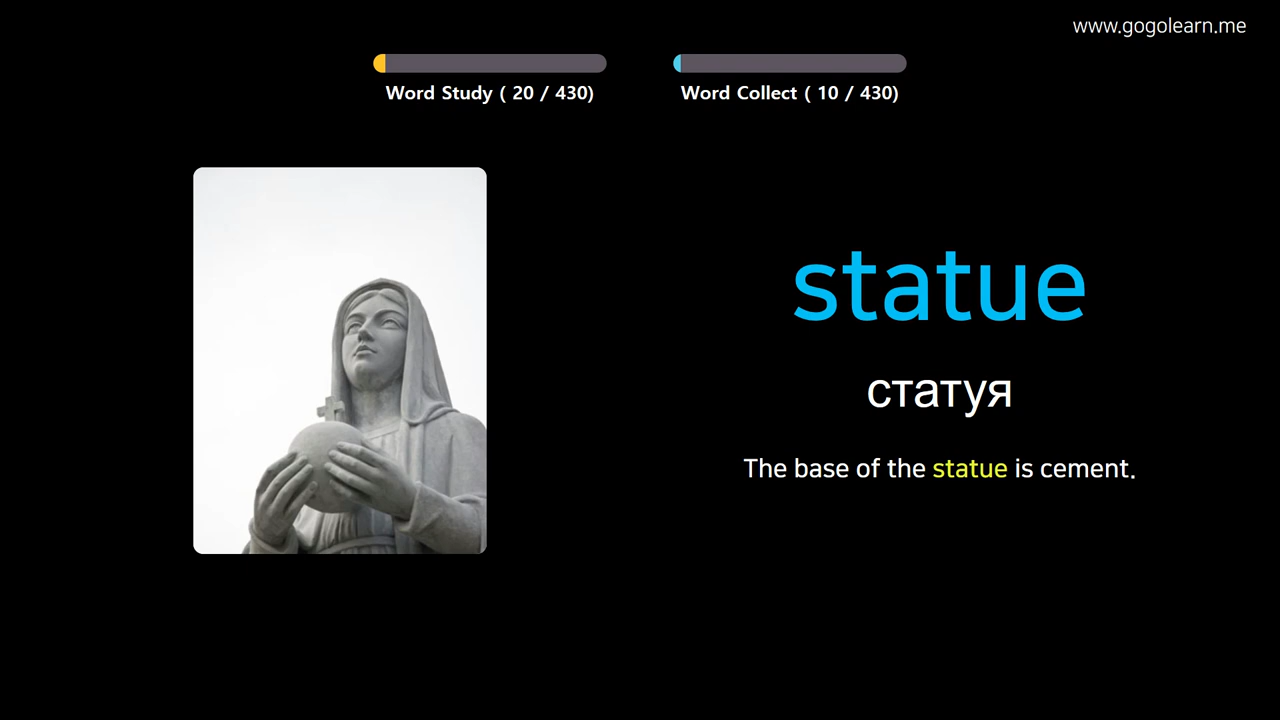 www.gogolearn.me
Word Study ( 20 / 430)
Word Collect ( 10 / 430)
statue
статуя
The base of the statue is cement.